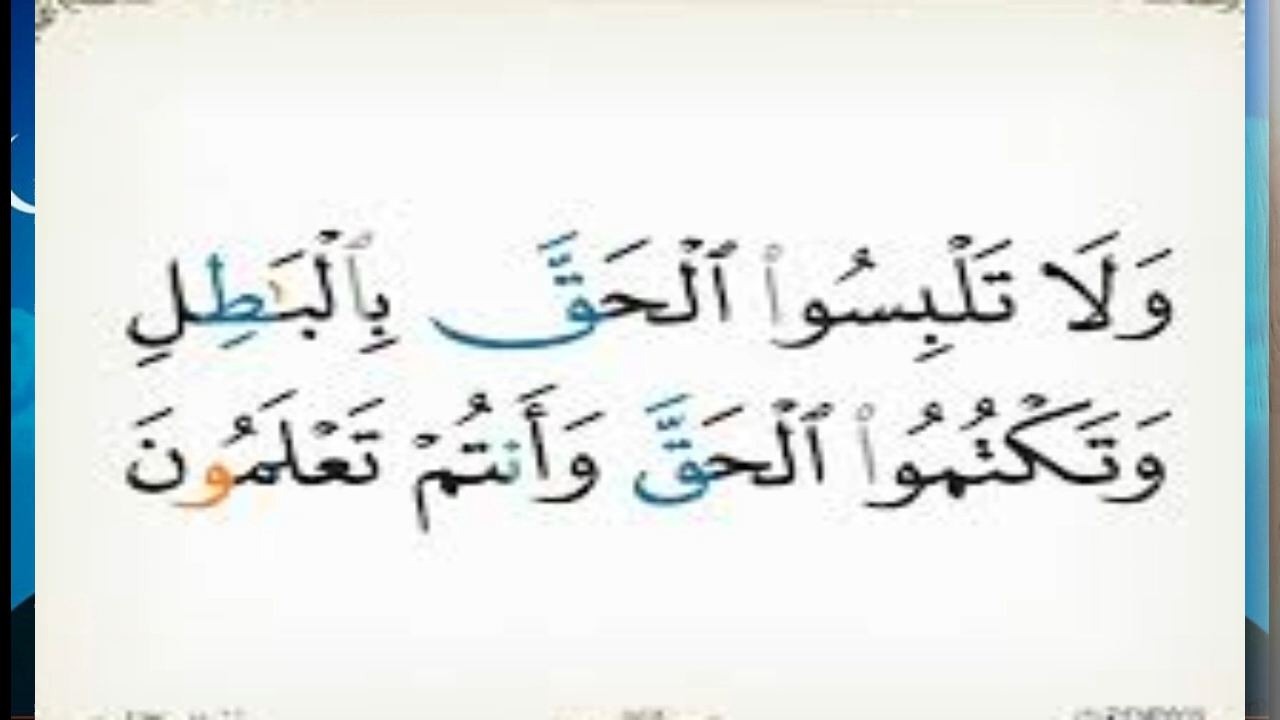 وَلَا تَلْبِسُوا۟ ٱلْحَقَّ بِٱلْبَـٰطِلِ
وَتَكْتُمُوا۟ ٱلْحَقَّ وَأَنتُمْ تَعْلَمُونَ